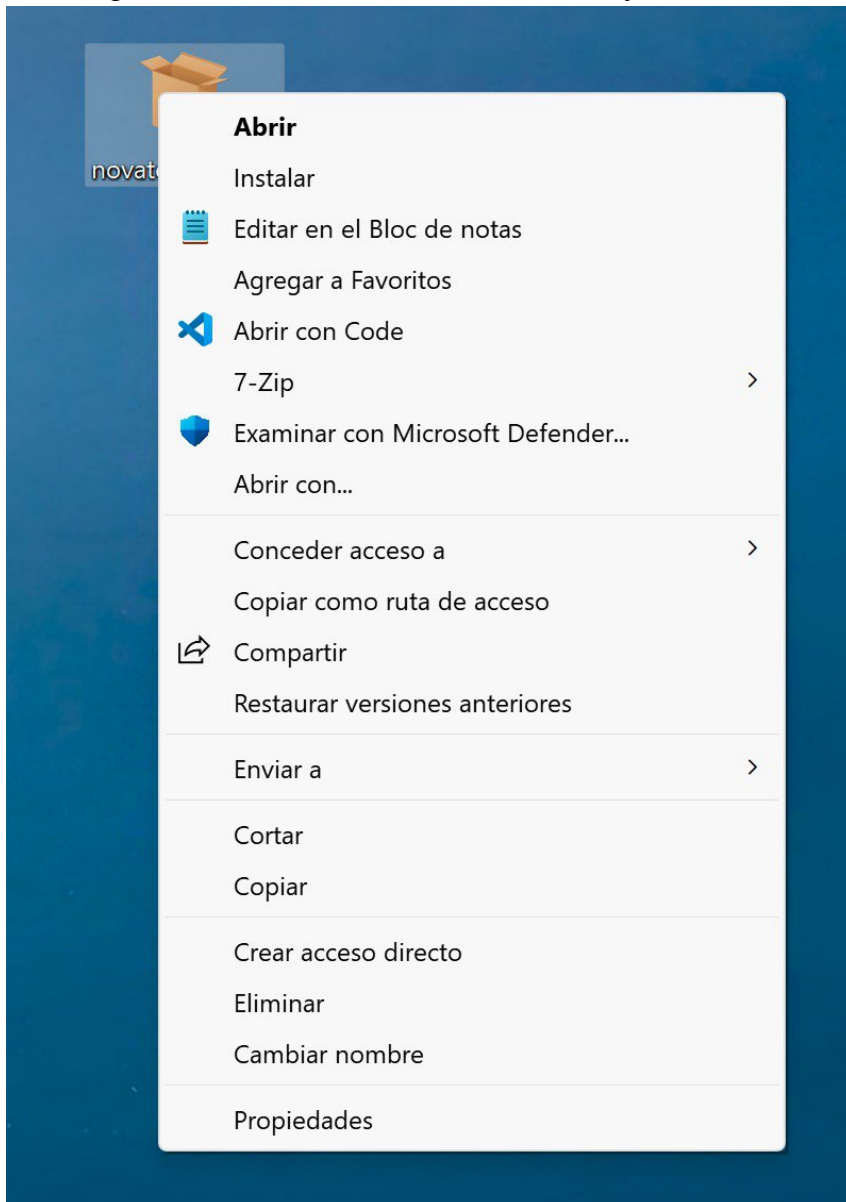 Abrir
Instalar
Editar en el Bloc de notas
Agregar a Favoritos
Abrir con Code
7-Zip
Examinar con Microsoft Defender...
Abrir con...
Conceder acceso a
Copiar como ruta de acceso
Compartir
Restaurar versiones anteriores
Enviar a
Cortar
Copiar
Crear acceso directo
Eliminar
Cambiar nombre
Propiedades